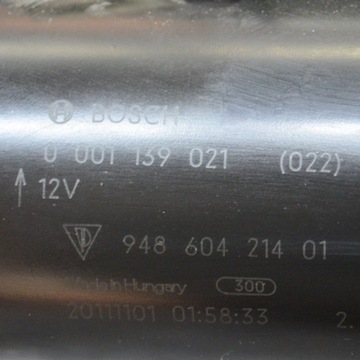 BOSCH
0 001 139 021 (022)
12V
948 604 214 01
Made in Hungary 300
20111101 01:58:33 2.